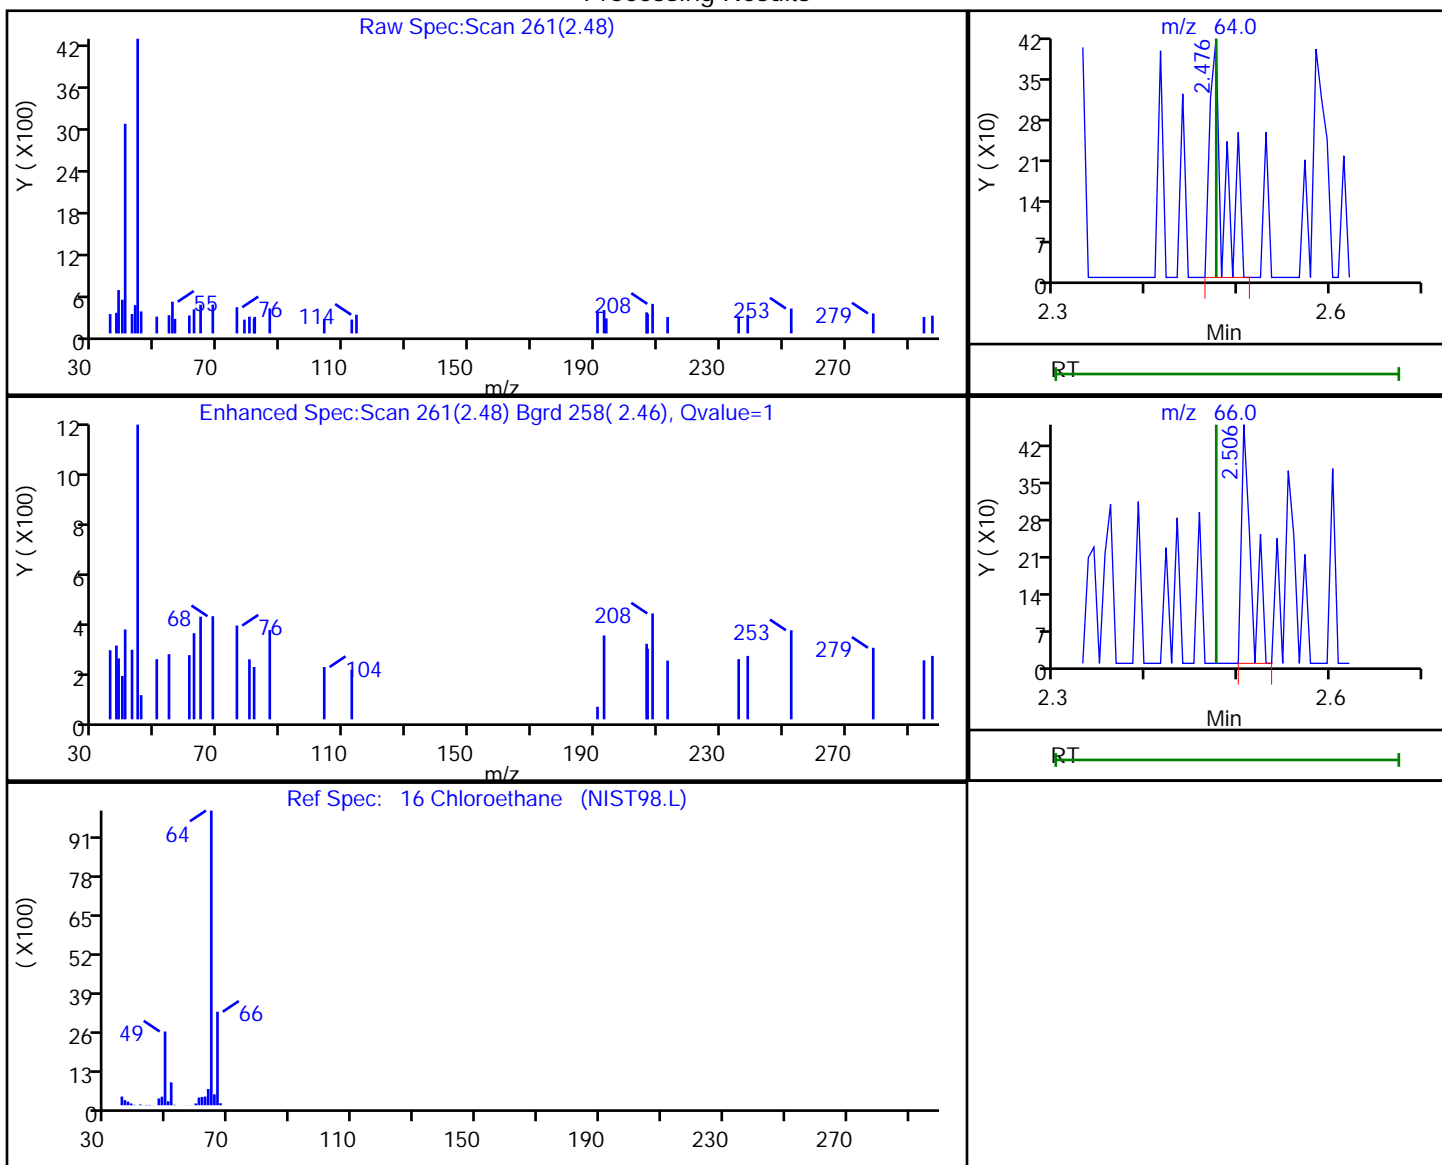 Processing Results
Raw Spec:Scan 261(2.48)
Y ( X100)
42
36
30
24
18
12
6
0
55
76
114
208
253
279
30 70 110 150 190 230 270
m/z
m/z 64.0
Y ( X10)
42
35
28
21
14
7
0
2.476
2.3 2.6
Min
RT
Enhanced Spec:Scan 261(2.48) Bgrd 258( 2.46), Qvalue=1
Y ( X100)
12
10
8
6
4
2
0
68
76
104
208
253
279
30 70 110 150 190 230 270
m/z
m/z 66.0
Y ( X10)
42
35
28
21
14
7
0
2.506
2.3 2.6
Min
RT
Ref Spec: 16 Chloroethane (NIST98.L)
( X100)
91
78
65
52
39
26
13
0
64
49
66
30 70 110 150 190 230 270